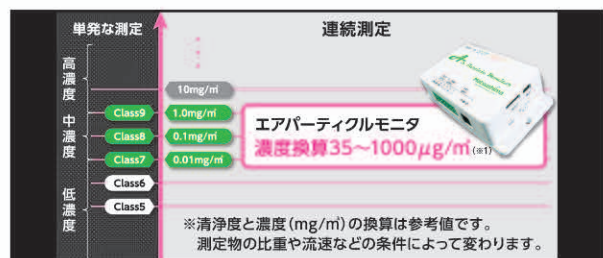 単発な測定
連続測定
高濃度
10mg/㎥
中濃度
Class9
1.0mg/㎥
Class8
0.1mg/㎥
Class7
0.01mg/㎥
エアパーティクルモニタ
濃度換算35～1000μg/㎥(※1)
低濃度
Class6
Class5
※清浄度と濃度(mg/㎥)の換算は参考値です。
測定物の比重や流速などの条件によって変わります。